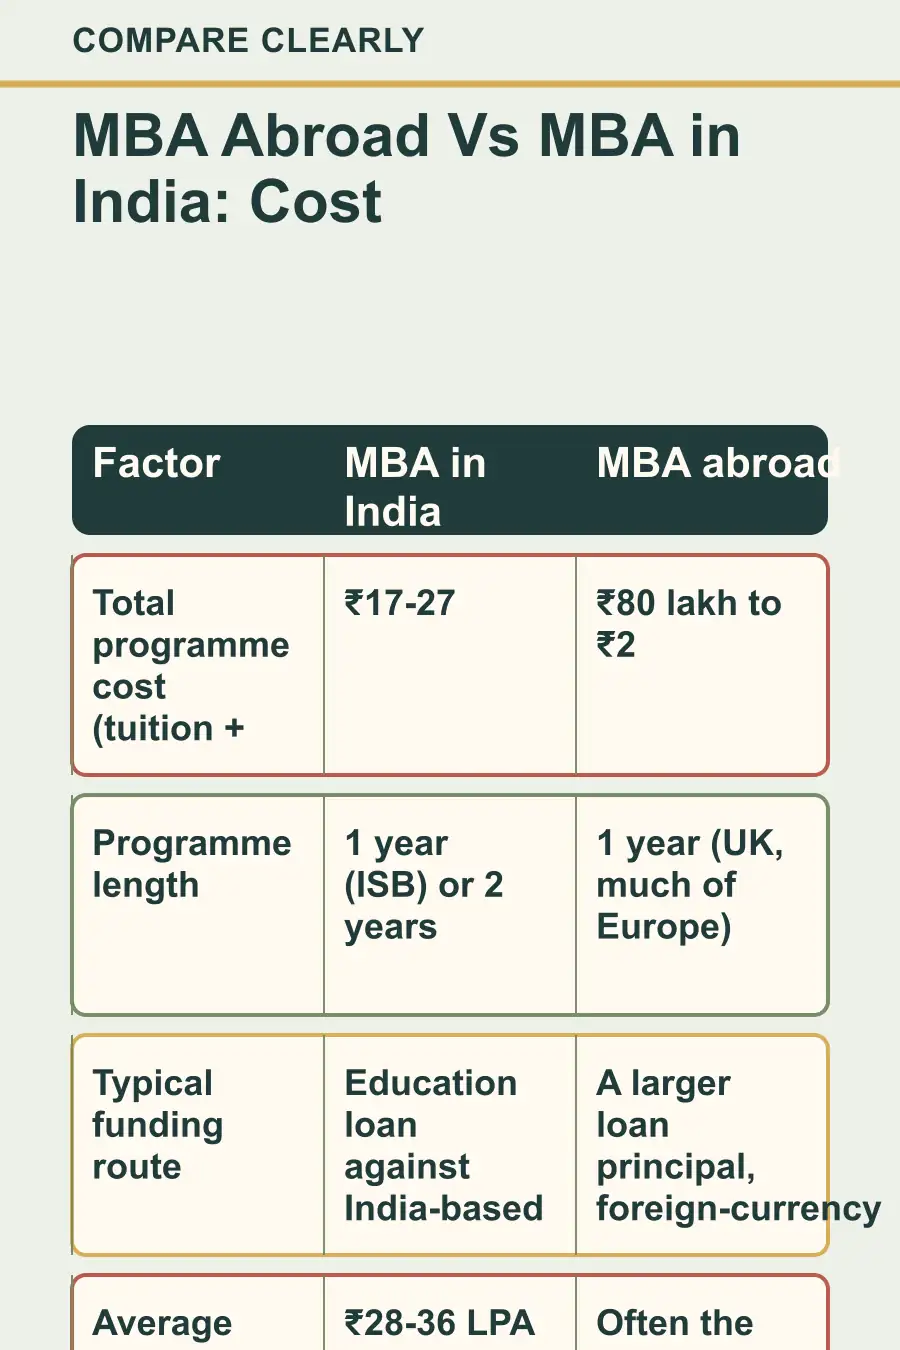 COMPARE CLEARLY
MBA Abroad Vs MBA in
India: Cost
Factor
MBA in
India
MBA abroad
Total
programme
cost
(tuition +
₹17-27
₹80 lakh to
₹2
Programme
length
1 year
(ISB) or 2
years
1 year (UK,
much of
Europe)
Typical
funding
route
Education
loan
against
India-based
A larger
loan
principal,
foreign-currency
Average
₹28-36 LPA
Often the